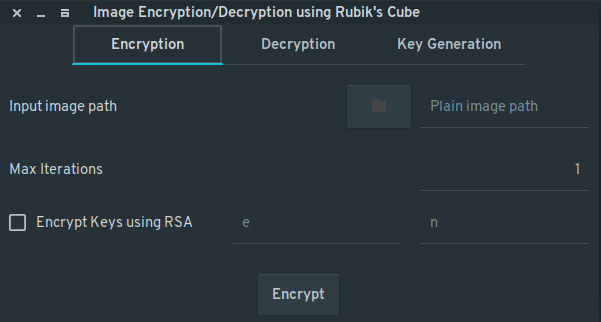 Image Encryption/Decryption using Rubik's Cube
Encryption Decryption Key Generation
Input image path Plain image path
Max Iterations 1
Encrypt Keys using RSA e n
Encrypt